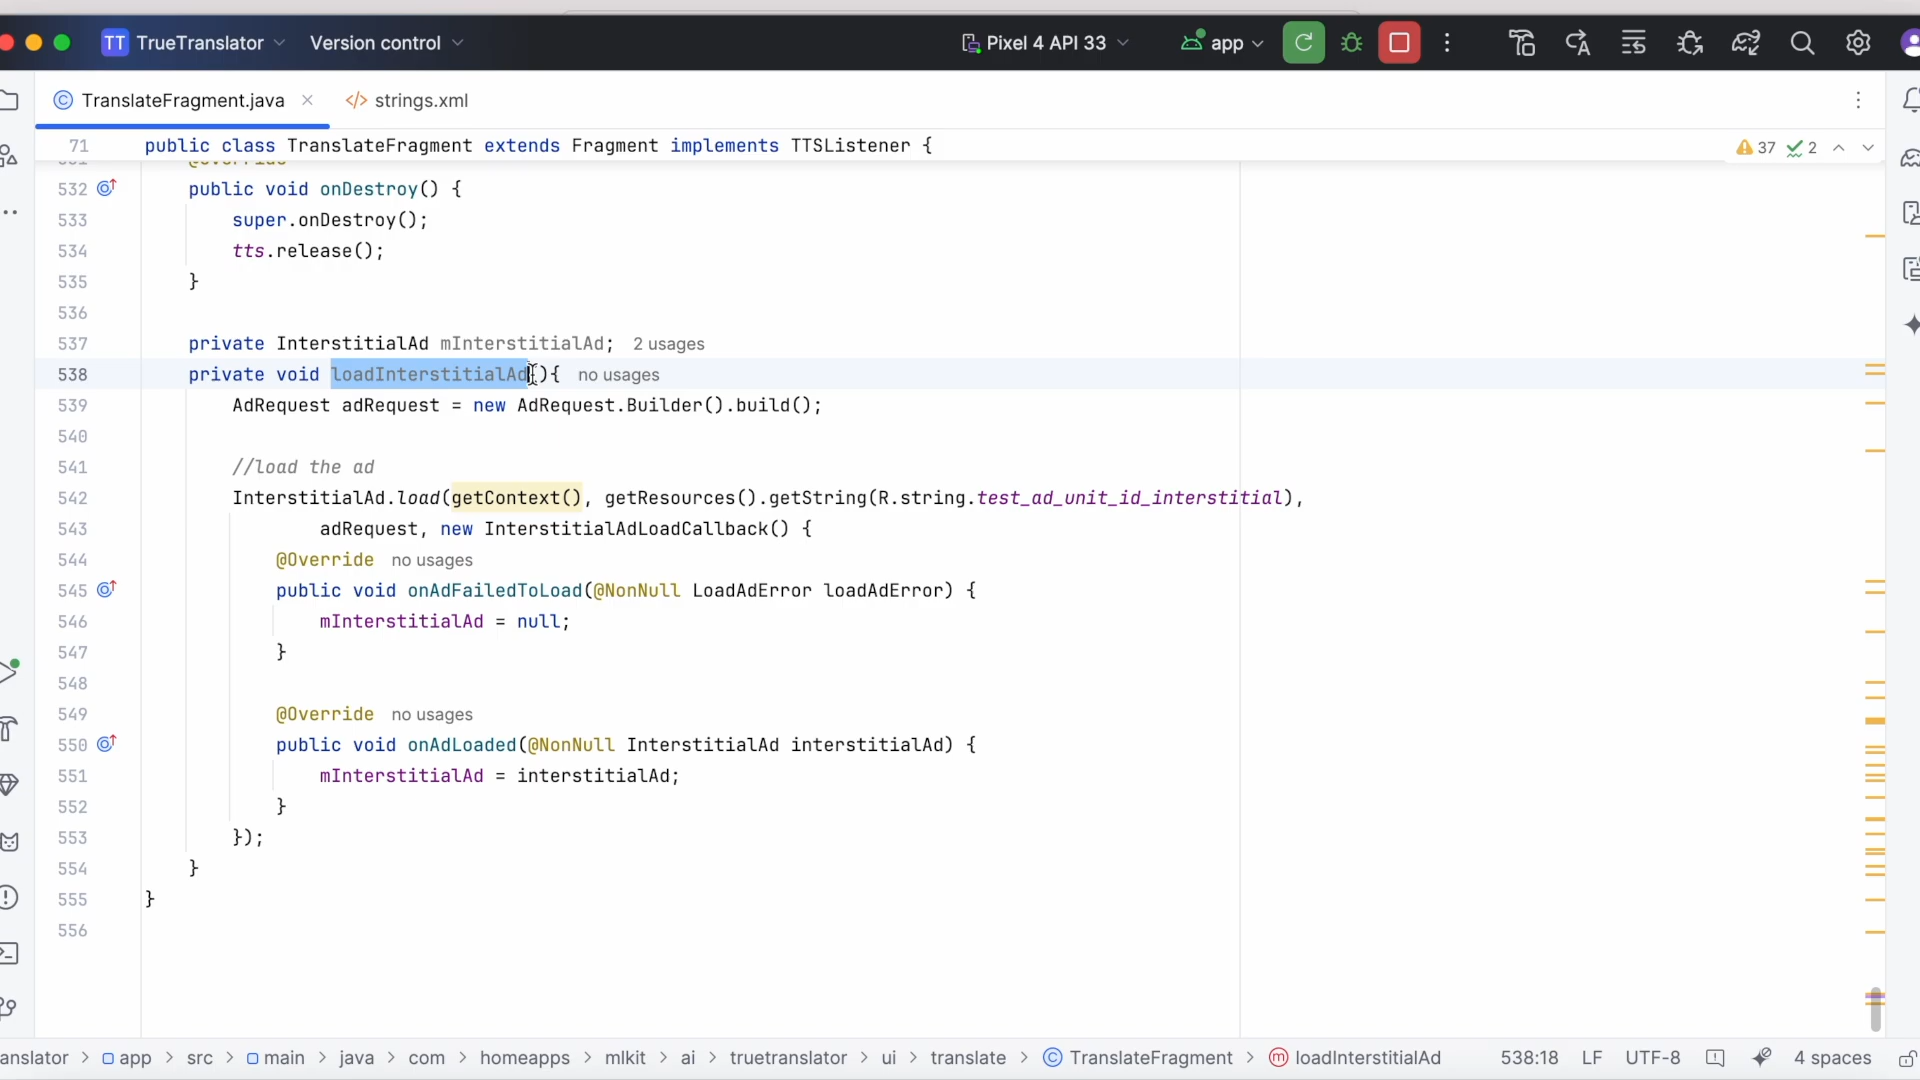 TT TrueTranslator Version control Pixel 4 API 33 app
TranslateFragment.java strings.xml
71 public class TranslateFragment extends Fragment implements TTSListener { 37 2
531 @Override
532 public void onDestroy() {
533 super.onDestroy();
534 tts.release();
535 }
536
537 private InterstitialAd mInterstitialAd; 2 usages
538 private void loadInterstitialAd(){ no usages
539 AdRequest adRequest = new AdRequest.Builder().build();
540
541 //load the ad
542 InterstitialAd.load(getContext(), getResources().getString(R.string.test_ad_unit_id_interstitial),
543 adRequest, new InterstitialAdLoadCallback() {
544 @Override no usages
545 public void onAdFailedToLoad(@NonNull LoadAdError loadAdError) {
546 mInterstitialAd = null;
547 }
548
549 @Override no usages
550 public void onAdLoaded(@NonNull InterstitialAd interstitialAd) {
551 mInterstitialAd = interstitialAd;
552 }
553 });
554 }
555 }
556
anslator > app > src > main > java > com > homeapps > mlkit > ai > truetranslator > ui > translate > TranslateFragment > loadInterstitialAd 538:18 LF UTF-8 4 spaces